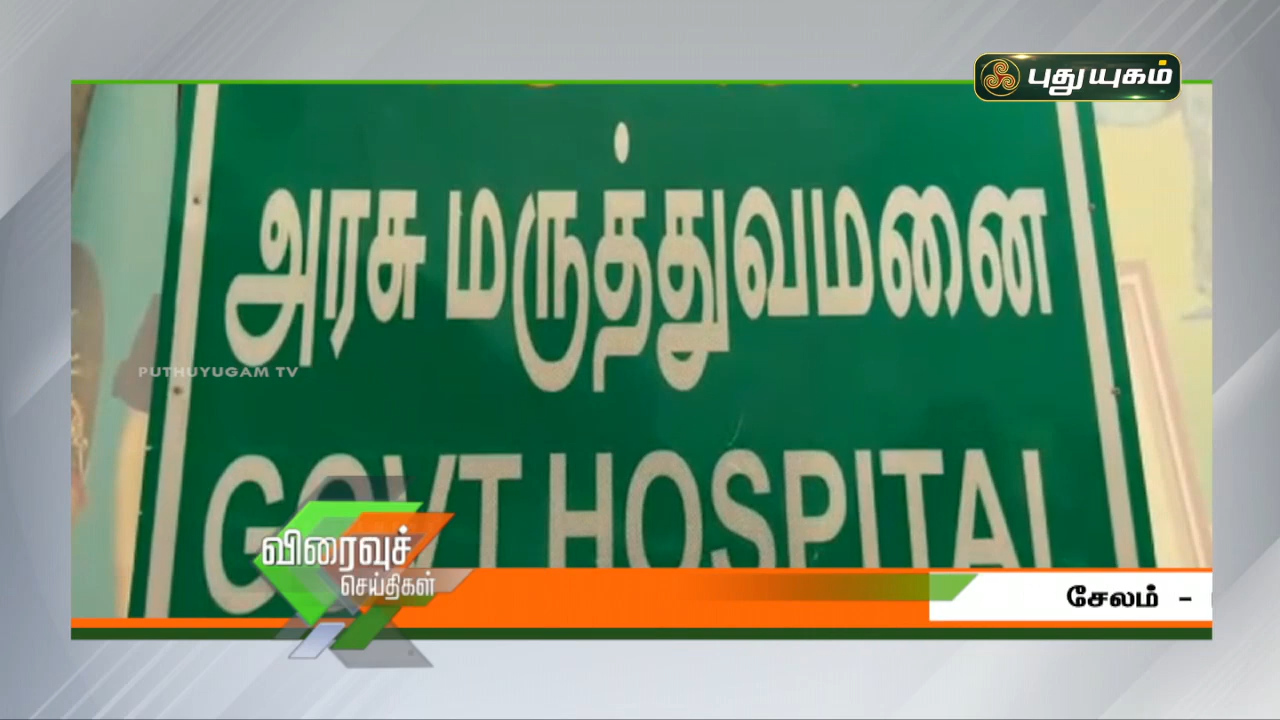 புதுயுகம்
அரசு மருத்துவமனை
PUTHUYUGAM TV
GOVT HOSPITAL
விரைவுச்
செய்திகள்
சேலம் -